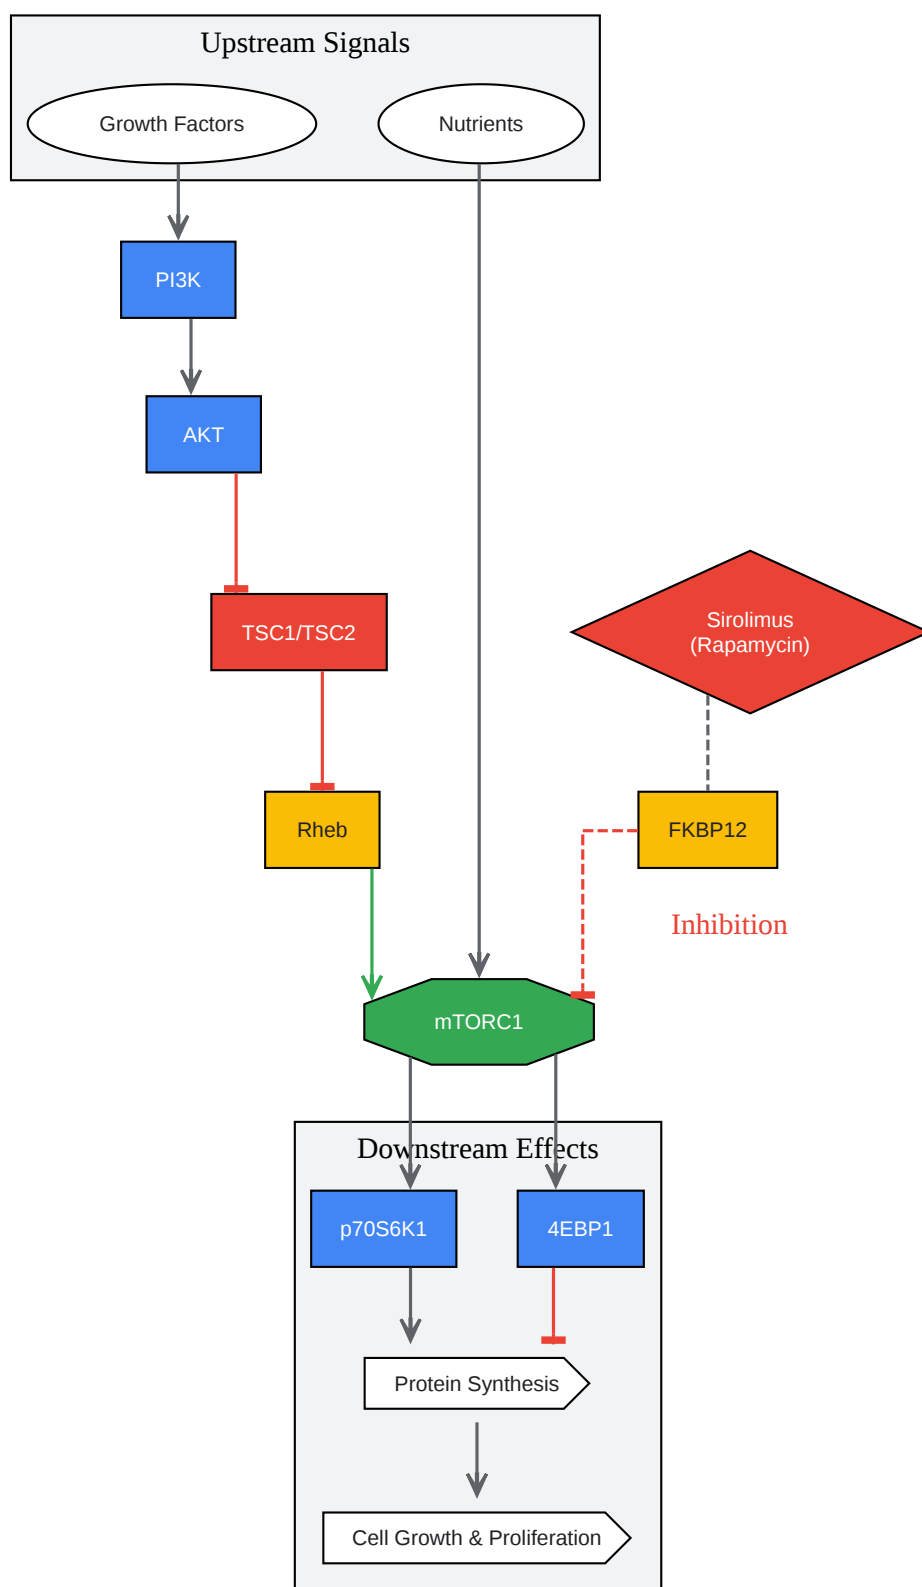 Upstream Signals
Growth Factors
Nutrients
PI3K
AKT
TSC1/TSC2
Sirolimus
(Rapamycin)
Rheb
FKBP12
Inhibition
mTORC1
Downstream Effects
p70S6K1
4EBP1
Protein Synthesis
Cell Growth & Proliferation